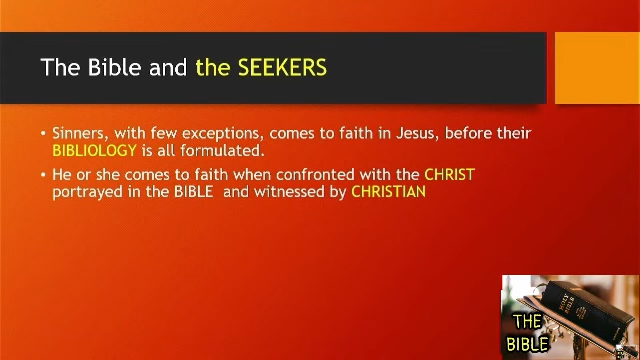 The Bible and the SEEKERS
• Sinners, with few exceptions, comes to faith in Jesus, before their
BIBLIOLOGY is all formulated.
• He or she comes to faith when confronted with the CHRIST
portrayed in the BIBLE and witnessed by CHRISTIAN
HOLY
BIBLE
THE
BIBLE